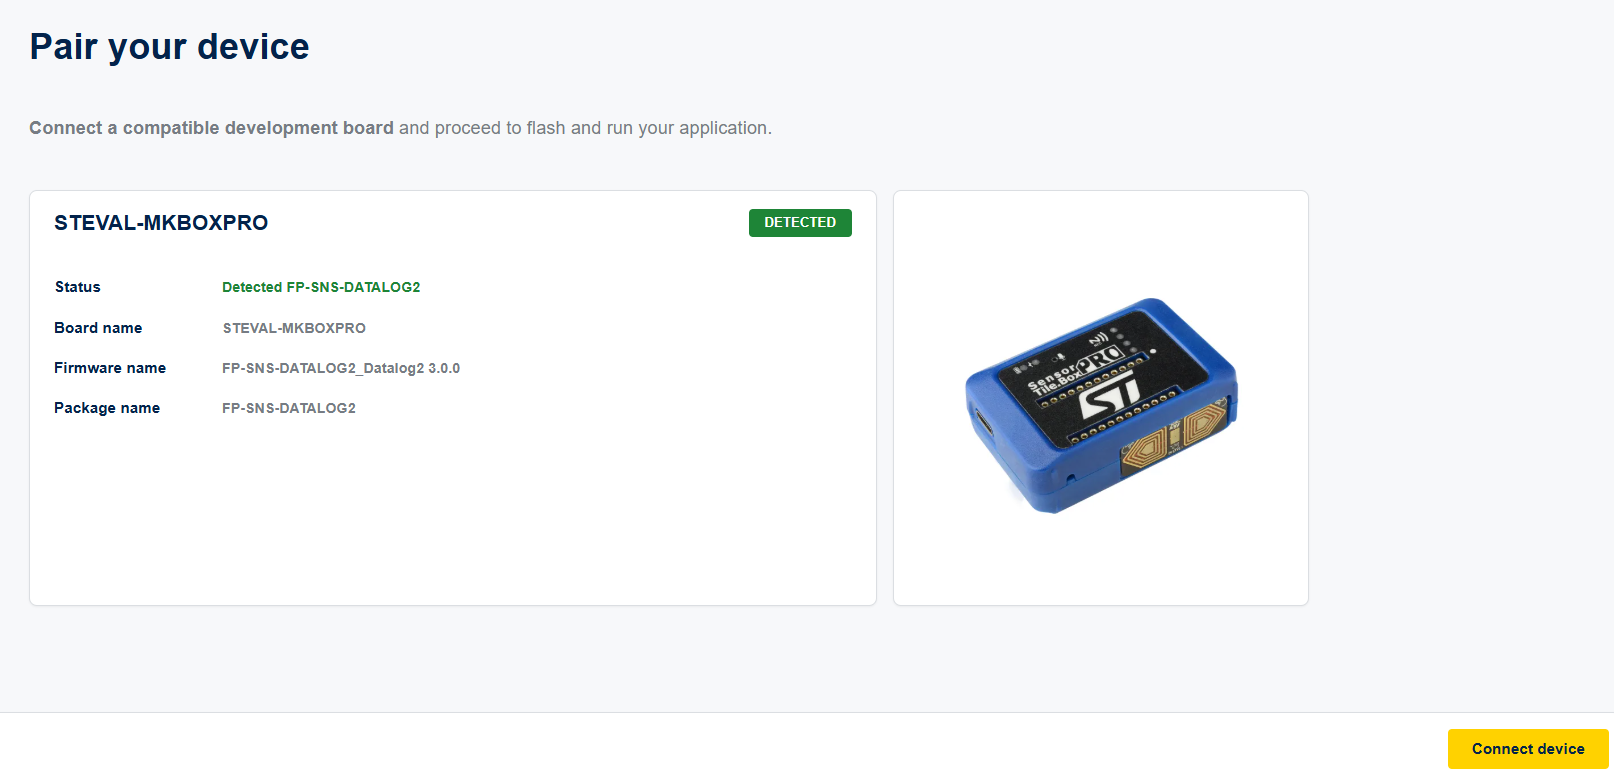 Pair your device
Connect a compatible development board and proceed to flash and run your application.
STEVAL-MKBOXPRO
DETECTED
Status
Detected FP-SNS-DATALOG2
Board name
STEVAL-MKBOXPRO
Firmware name
FP-SNS-DATALOG2_Datalog2 3.0.0
Package name
FP-SNS-DATALOG2
Sensor
Tile.Box PRO
ST
Connect device